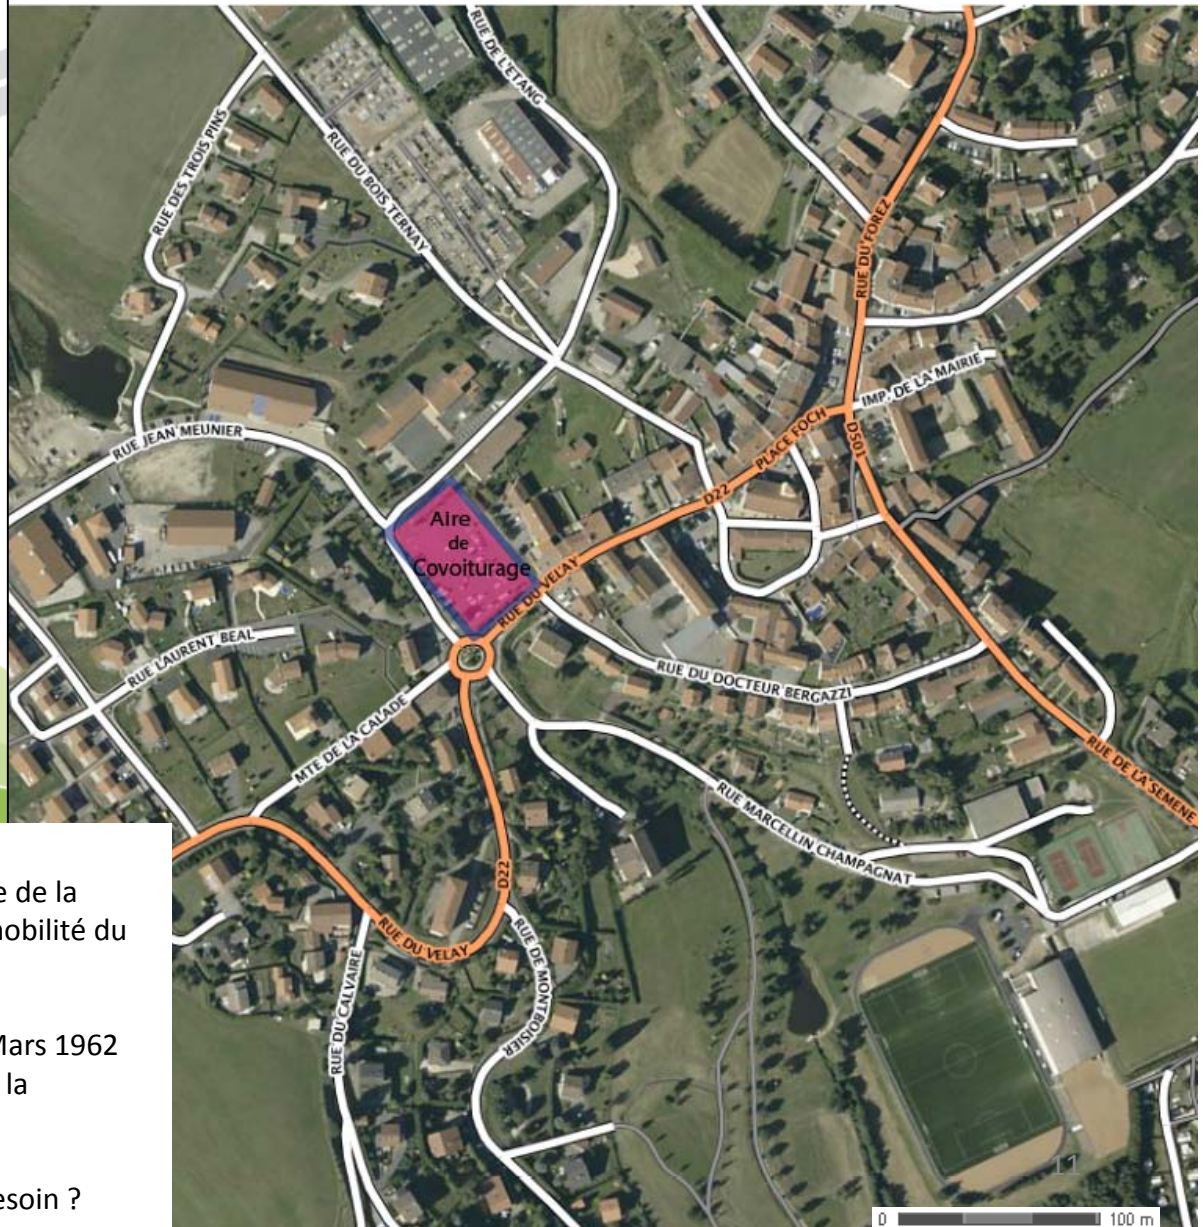 RUE DE L'ETANG
RUE DES TROIS PINS
RUE DU BOIS TERNAY
RUE DU FOREZ
IMP. DE LA MAIRIE
PLACE FOCH
D501
D22
RUE JEAN MEUNIER
Aire
de
Covoiturage
RUE DU VELAY
RUE LAURENT BEAL
RUE DU DOCTEUR BERGAZZI
MTE DE LA CALADE
RUE DE LA SEMENE
RUE MARCELLIN CHAMPAGNAT
D22
RUE DU VELAY
RUE DE MONTBOISIER
RUE DU CALVAIRE
e de la
nobilité du
Mars 1962
la
esoin ?
11
0 100 m